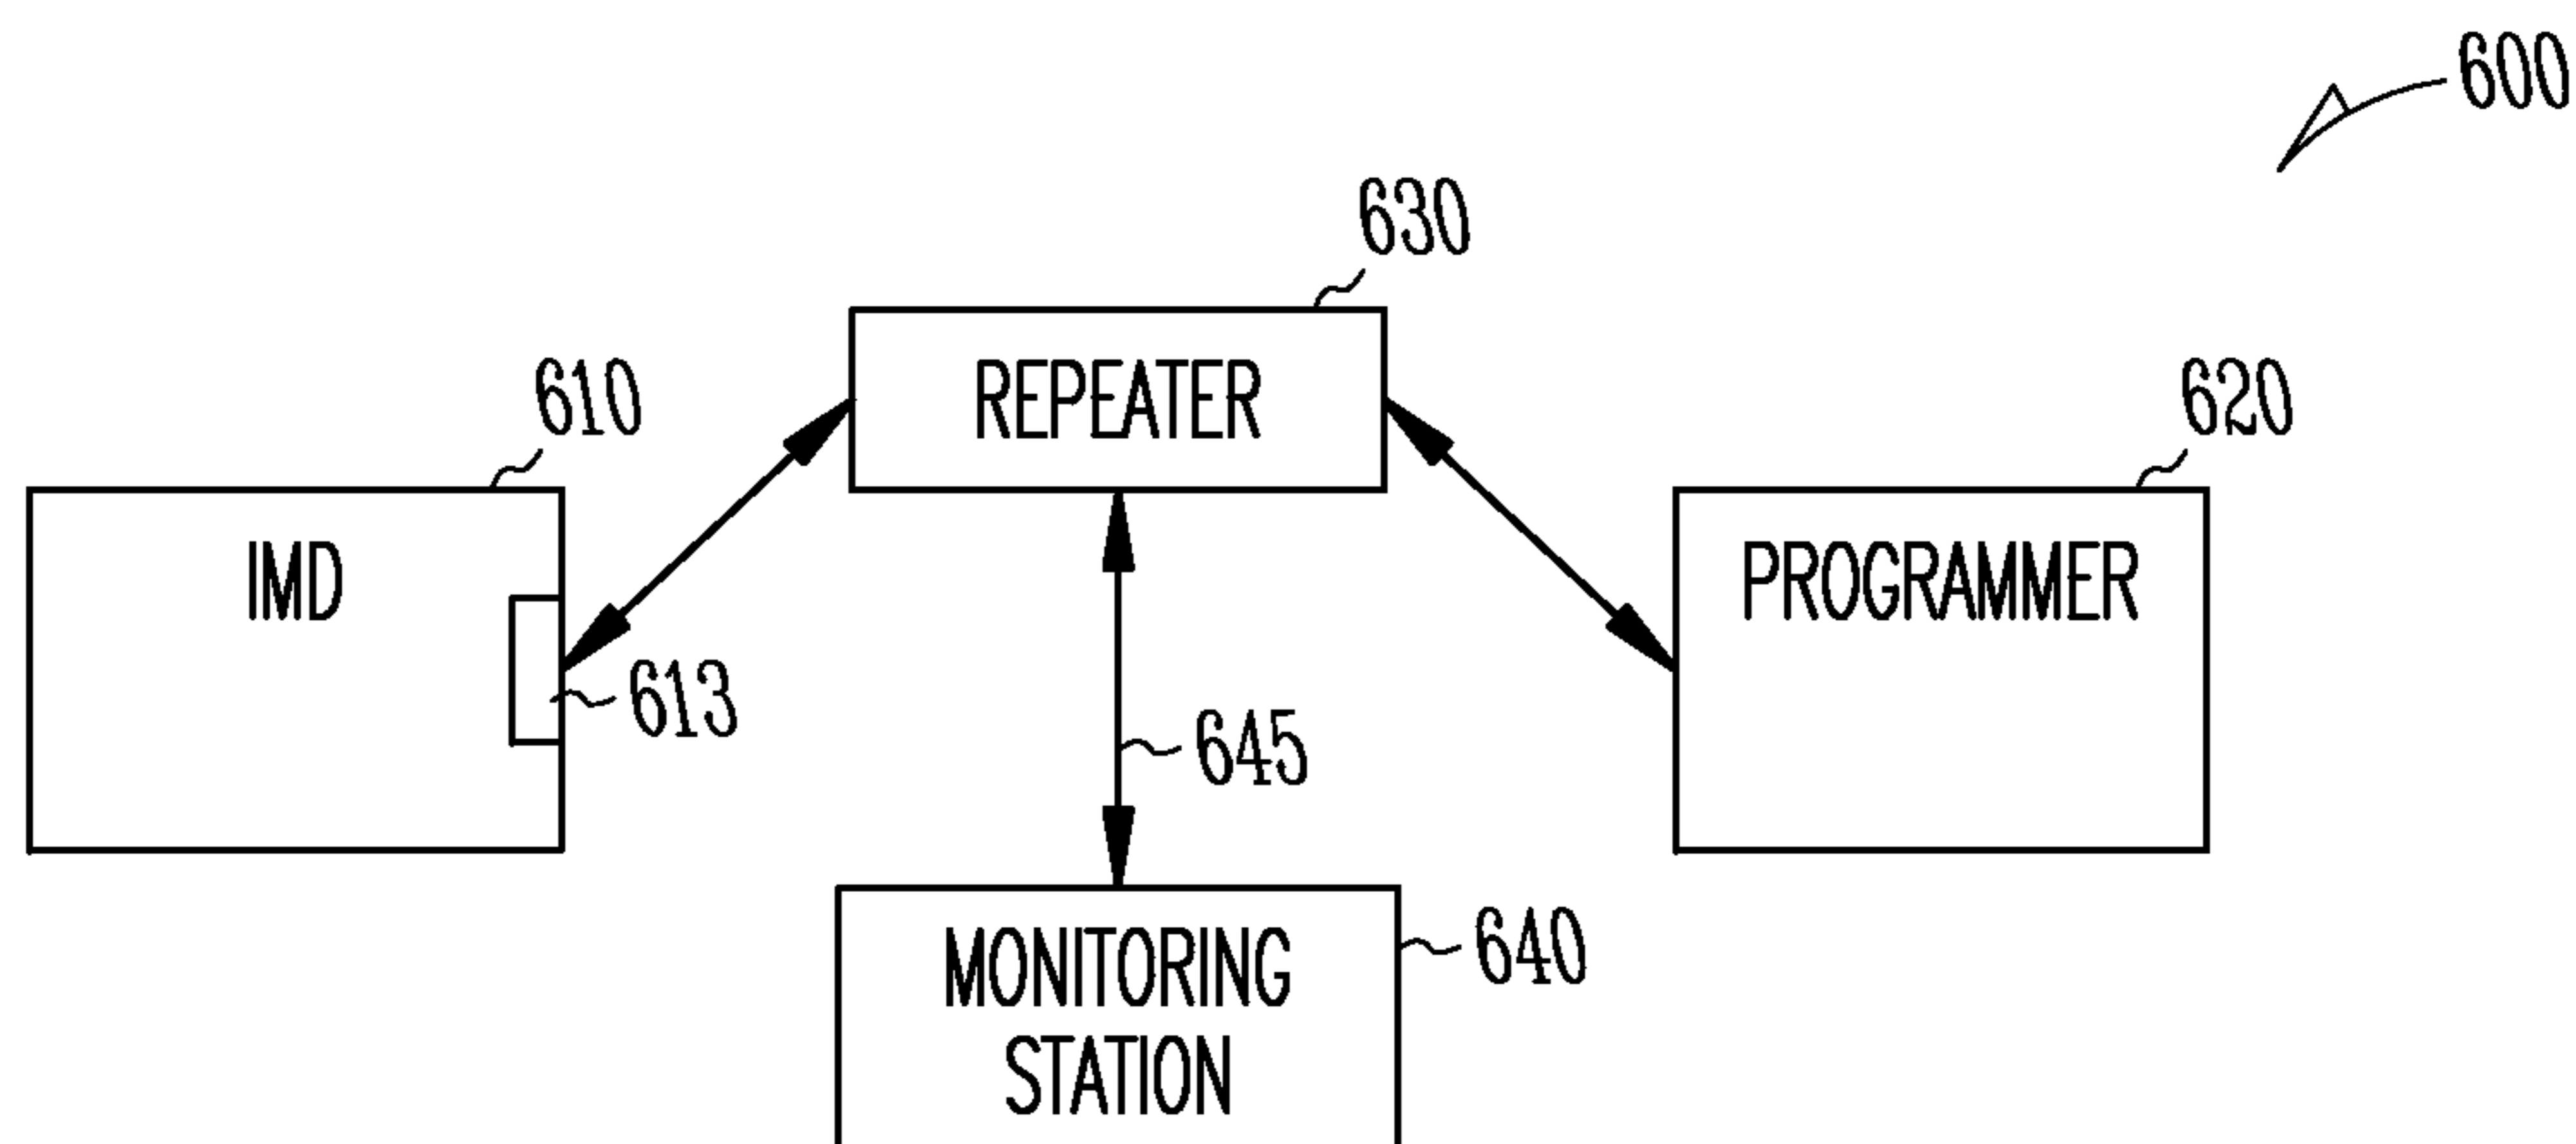 600
630
REPEATER
610
620
IMD
PROGRAMMER
613
645
640
MONITORING
STATION